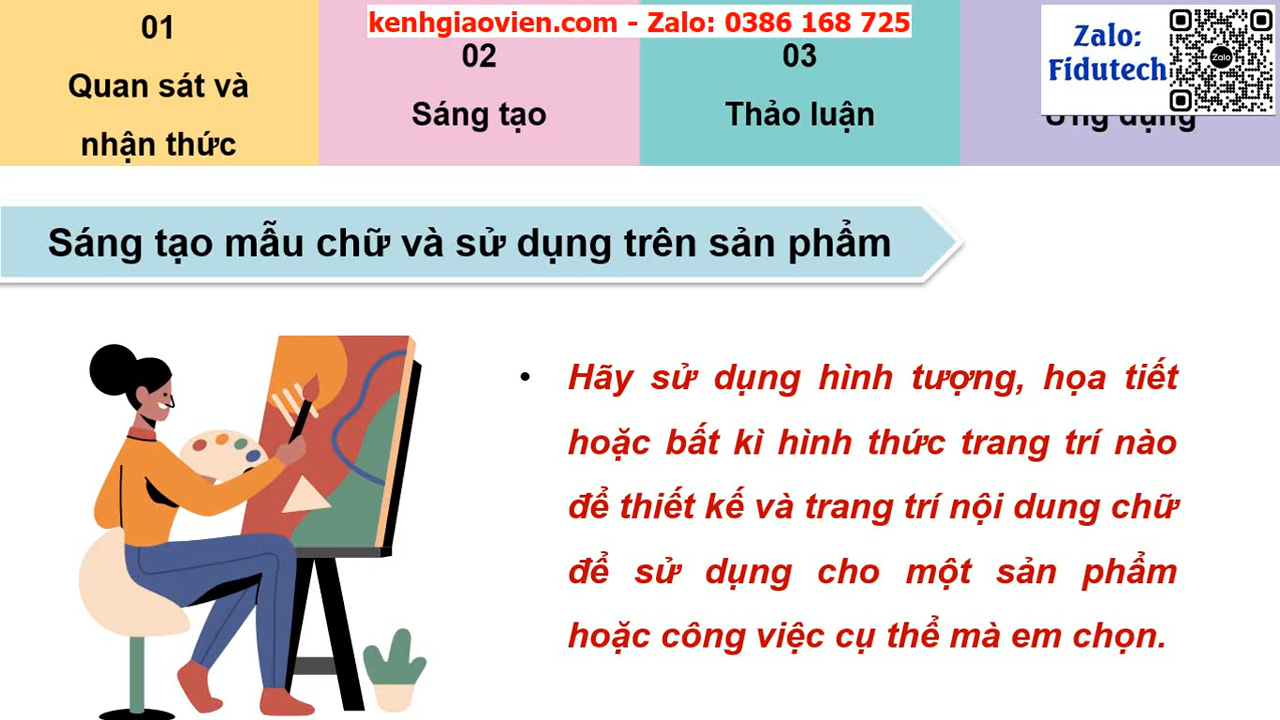 kenhgiaovien.com - Zalo: 0386 168 725
Zalo:
Fidutech
Zalo
01
Quan sát và
nhận thức
02
Sáng tạo
03
Thảo luận
Ứng dụng
Sáng tạo mẫu chữ và sử dụng trên sản phẩm
• Hãy sử dụng hình tượng, họa tiết
hoặc bất kì hình thức trang trí nào
để thiết kế và trang trí nội dung chữ
để sử dụng cho một sản phẩm
hoặc công việc cụ thể mà em chọn.